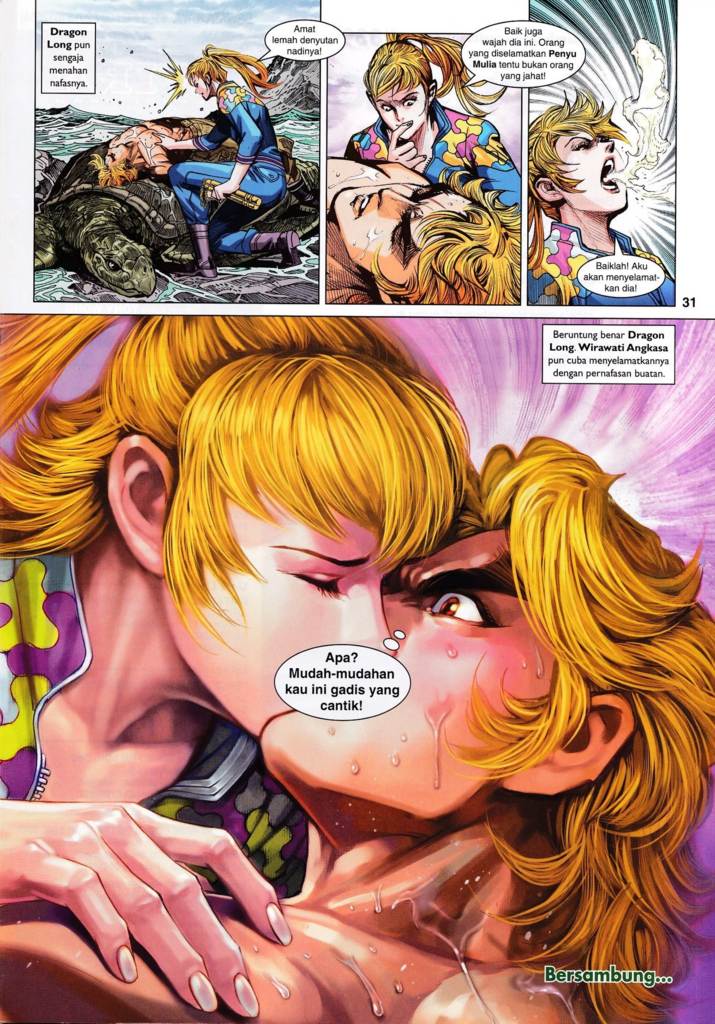 Dragon
Long pun
sengaja
menahan
nafasnya.
Amat
lemah denyutan
nadinya!
Baik juga
wajah dia ini. Orang
yang diselamatkan Penyu
Mulia tentu bukan orang
yang jahat!
Baiklah! Aku
akan menyelamat-
kan dia!
31
Beruntung benar Dragon
Long. Wirawati Angkasa
pun cuba menyelamatkannya
dengan pernafasan buatan.
Apa?
Mudah-mudahan
kau ini gadis yang
cantik!
Bersambung...